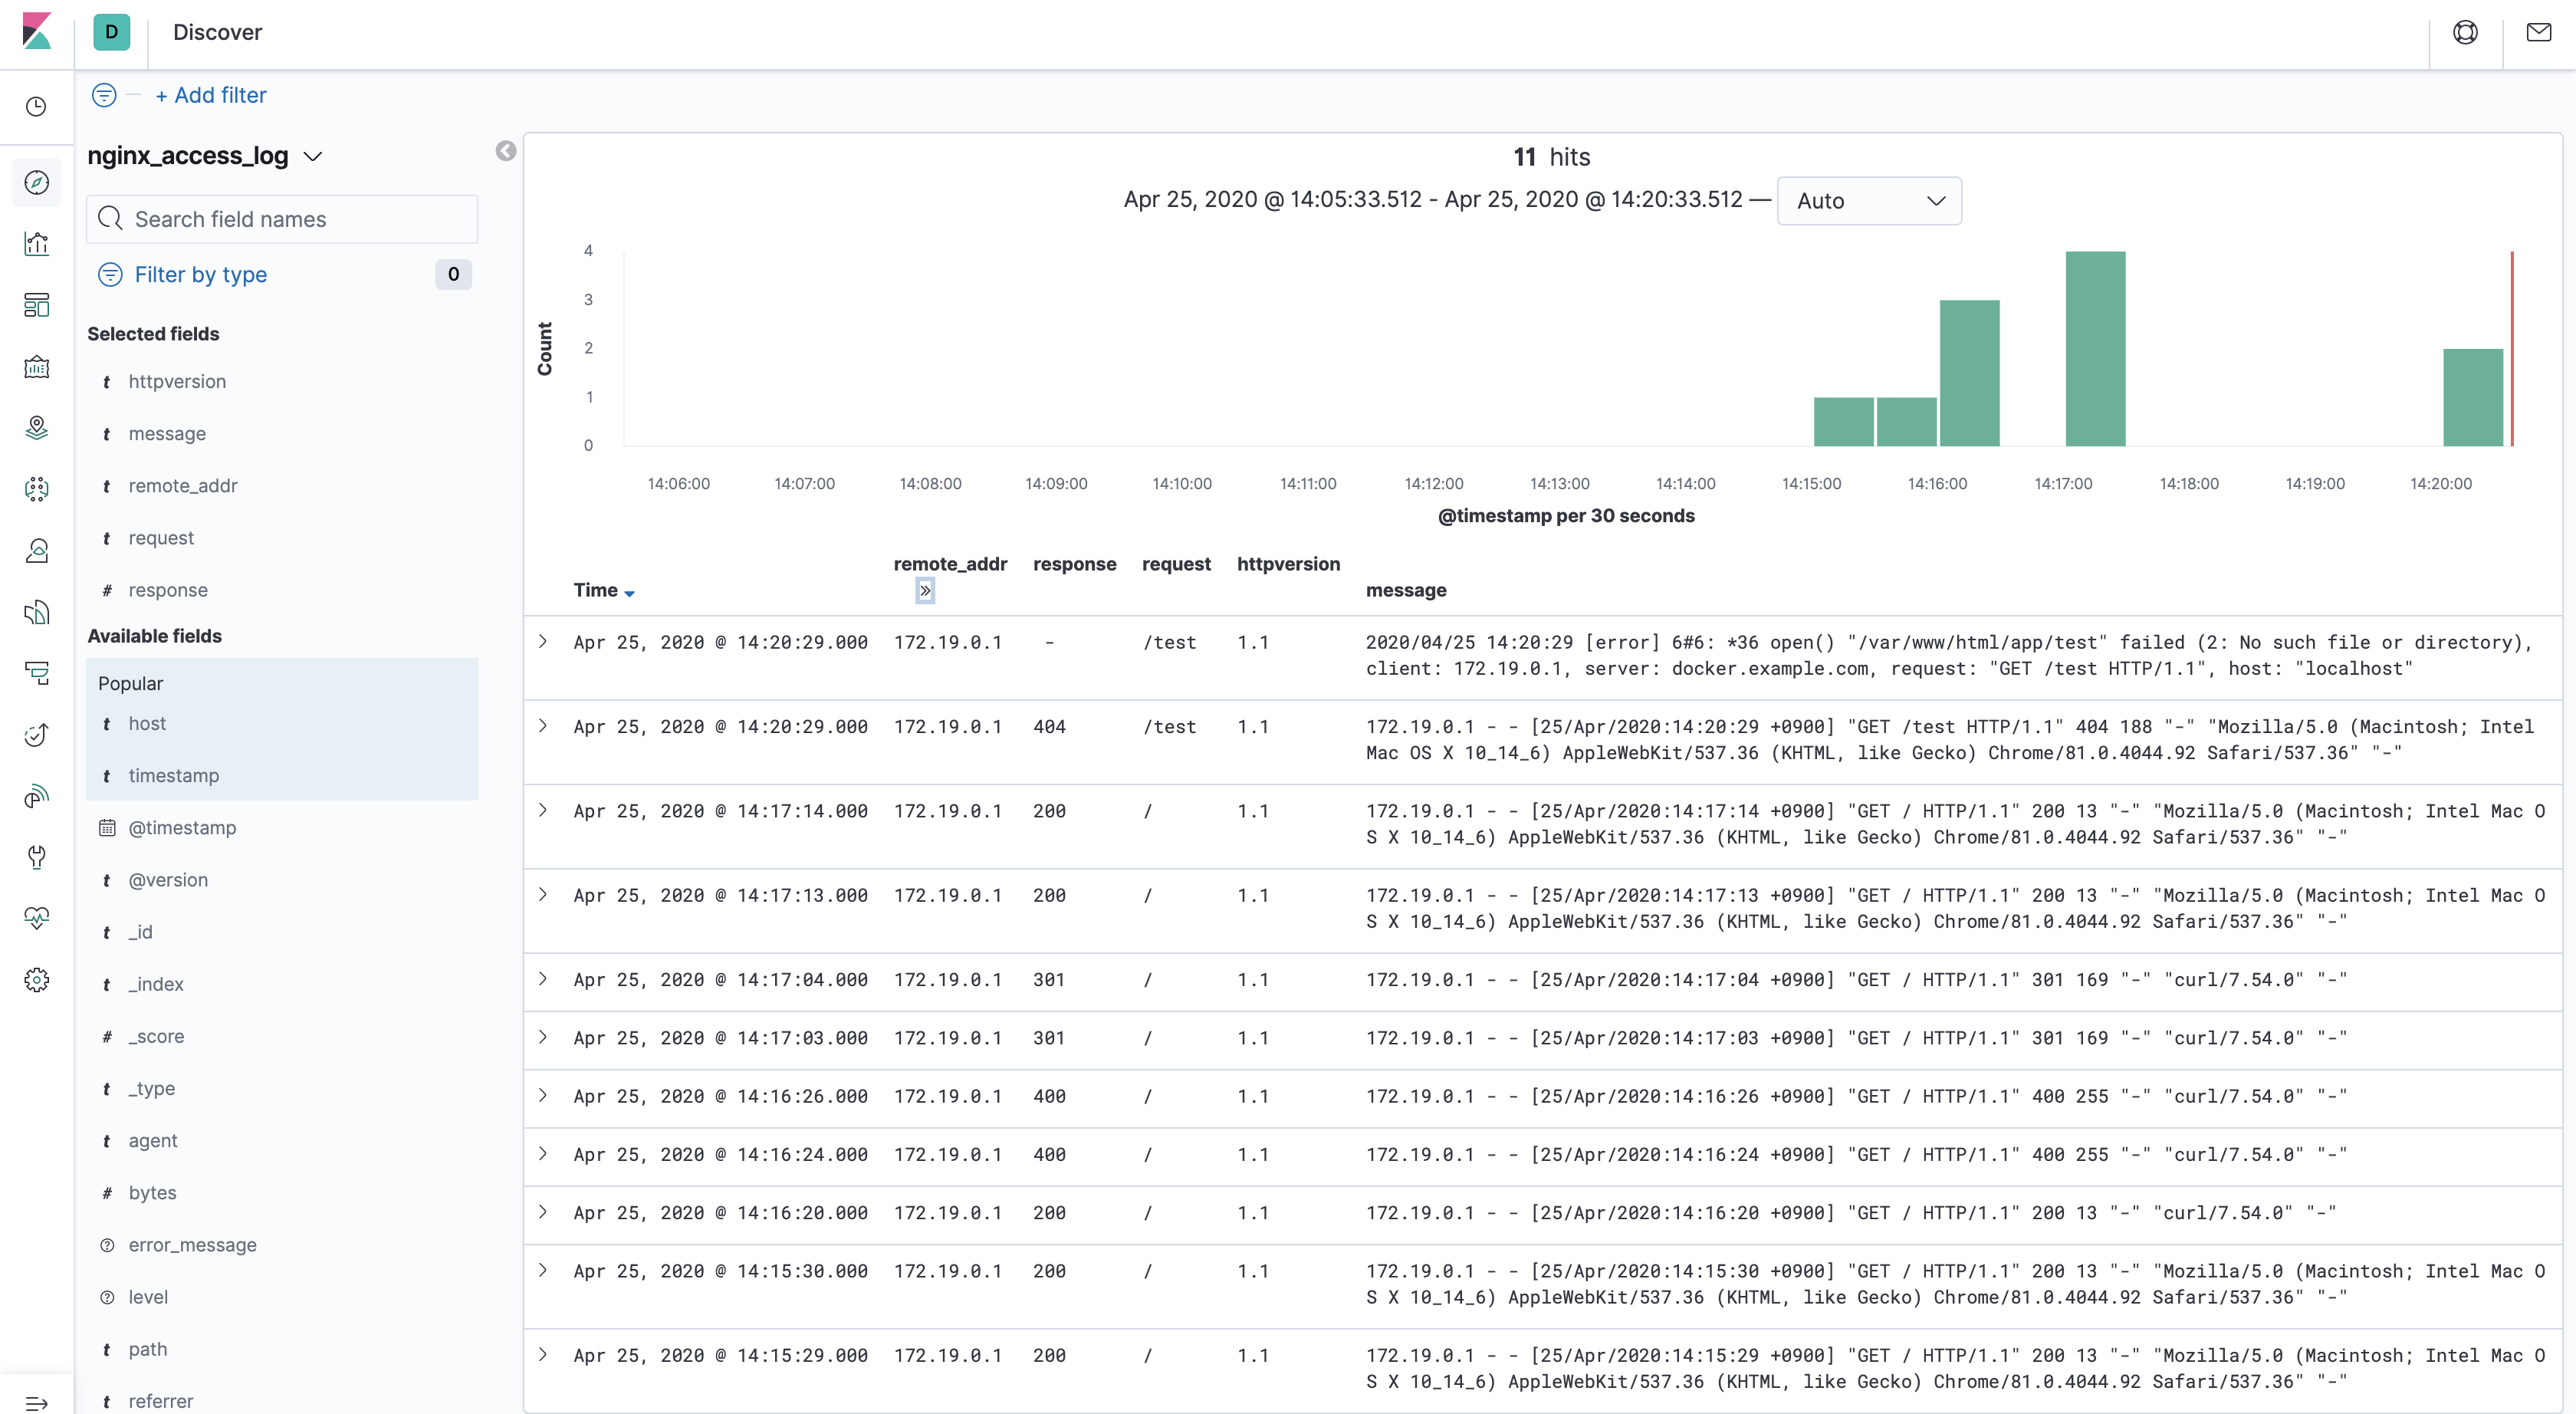 D
Discover
+ Add filter
nginx_access_log
Search field names
Filter by type 0
Selected fields
t httpversion
t message
t remote_addr
t request
# response
Available fields
Popular
t host
t timestamp
@timestamp
t @version
t _id
t _index
# _score
t _type
t agent
# bytes
error_message
level
t path
t referrer
11 hits
Apr 25, 2020 @ 14:05:33.512 - Apr 25, 2020 @ 14:20:33.512 — Auto
Count
4
3
2
1
0
14:06:00 14:07:00 14:08:00 14:09:00 14:10:00 14:11:00 14:12:00 14:13:00 14:14:00 14:15:00 14:16:00 14:17:00 14:18:00 14:19:00 14:20:00
@timestamp per 30 seconds
Time remote_addr » response request httpversion message
Apr 25, 2020 @ 14:20:29.000 172.19.0.1 - /test 1.1 2020/04/25 14:20:29 [error] 6#6: *36 open() "/var/www/html/app/test" failed (2: No such file or directory),
client: 172.19.0.1, server: docker.example.com, request: "GET /test HTTP/1.1", host: "localhost"
Apr 25, 2020 @ 14:20:29.000 172.19.0.1 404 /test 1.1 172.19.0.1 - - [25/Apr/2020:14:20:29 +0900] "GET /test HTTP/1.1" 404 188 "-" "Mozilla/5.0 (Macintosh; Intel
Mac OS X 10_14_6) AppleWebKit/537.36 (KHTML, like Gecko) Chrome/81.0.4044.92 Safari/537.36" "-"
Apr 25, 2020 @ 14:17:14.000 172.19.0.1 200 / 1.1 172.19.0.1 - - [25/Apr/2020:14:17:14 +0900] "GET / HTTP/1.1" 200 13 "-" "Mozilla/5.0 (Macintosh; Intel Mac O
S X 10_14_6) AppleWebKit/537.36 (KHTML, like Gecko) Chrome/81.0.4044.92 Safari/537.36" "-"
Apr 25, 2020 @ 14:17:13.000 172.19.0.1 200 / 1.1 172.19.0.1 - - [25/Apr/2020:14:17:13 +0900] "GET / HTTP/1.1" 200 13 "-" "Mozilla/5.0 (Macintosh; Intel Mac O
S X 10_14_6) AppleWebKit/537.36 (KHTML, like Gecko) Chrome/81.0.4044.92 Safari/537.36" "-"
Apr 25, 2020 @ 14:17:04.000 172.19.0.1 301 / 1.1 172.19.0.1 - - [25/Apr/2020:14:17:04 +0900] "GET / HTTP/1.1" 301 169 "-" "curl/7.54.0" "-"
Apr 25, 2020 @ 14:17:03.000 172.19.0.1 301 / 1.1 172.19.0.1 - - [25/Apr/2020:14:17:03 +0900] "GET / HTTP/1.1" 301 169 "-" "curl/7.54.0" "-"
Apr 25, 2020 @ 14:16:26.000 172.19.0.1 400 / 1.1 172.19.0.1 - - [25/Apr/2020:14:16:26 +0900] "GET / HTTP/1.1" 400 255 "-" "curl/7.54.0" "-"
Apr 25, 2020 @ 14:16:24.000 172.19.0.1 400 / 1.1 172.19.0.1 - - [25/Apr/2020:14:16:24 +0900] "GET / HTTP/1.1" 400 255 "-" "curl/7.54.0" "-"
Apr 25, 2020 @ 14:16:20.000 172.19.0.1 200 / 1.1 172.19.0.1 - - [25/Apr/2020:14:16:20 +0900] "GET / HTTP/1.1" 200 13 "-" "curl/7.54.0" "-"
Apr 25, 2020 @ 14:15:30.000 172.19.0.1 200 / 1.1 172.19.0.1 - - [25/Apr/2020:14:15:30 +0900] "GET / HTTP/1.1" 200 13 "-" "Mozilla/5.0 (Macintosh; Intel Mac O
S X 10_14_6) AppleWebKit/537.36 (KHTML, like Gecko) Chrome/81.0.4044.92 Safari/537.36" "-"
Apr 25, 2020 @ 14:15:29.000 172.19.0.1 200 / 1.1 172.19.0.1 - - [25/Apr/2020:14:15:29 +0900] "GET / HTTP/1.1" 200 13 "-" "Mozilla/5.0 (Macintosh; Intel Mac O
S X 10_14_6) AppleWebKit/537.36 (KHTML, like Gecko) Chrome/81.0.4044.92 Safari/537.36" "-"